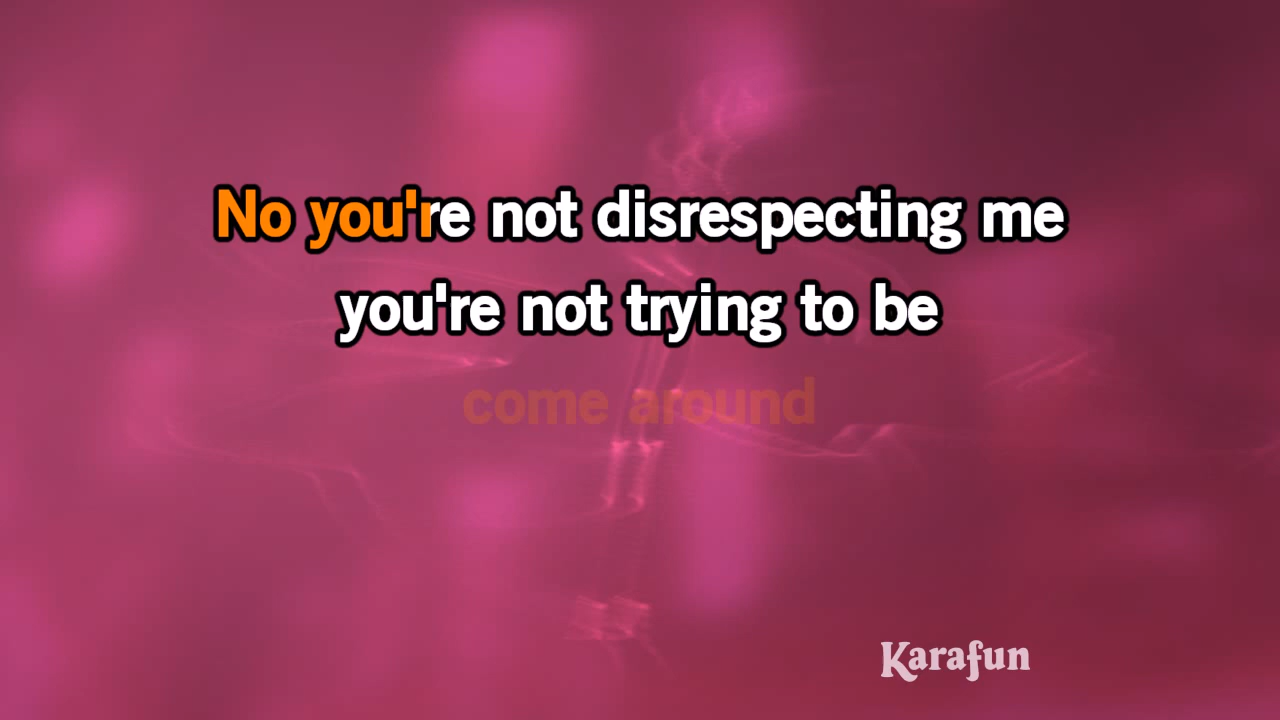 No you're not disrespecting me
you're not trying to be
come around
Karafun